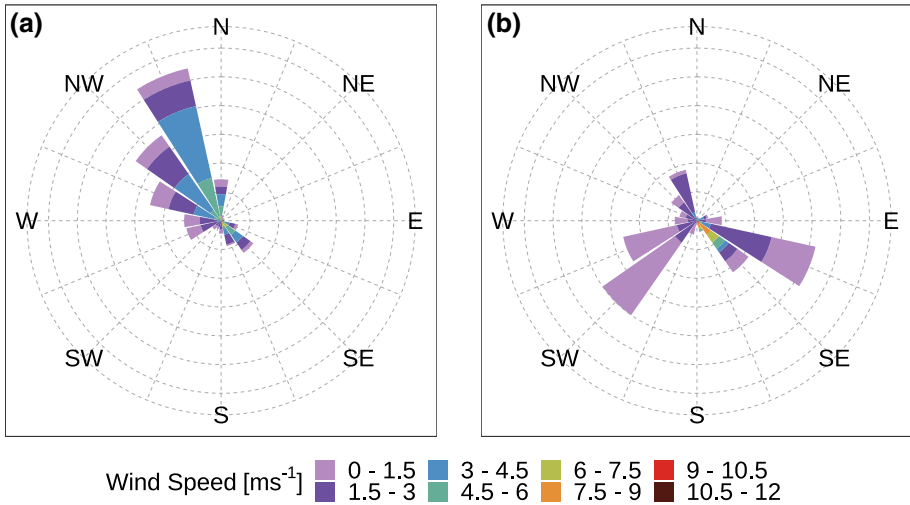 (a)
N
NW
NE
W
E
SW
SE
S
(b)
N
NW
NE
W
E
SW
SE
S
Wind Speed [ms⁻¹]
0 - 1.5
3 - 4.5
6 - 7.5
9 - 10.5
1.5 - 3
4.5 - 6
7.5 - 9
10.5 - 12